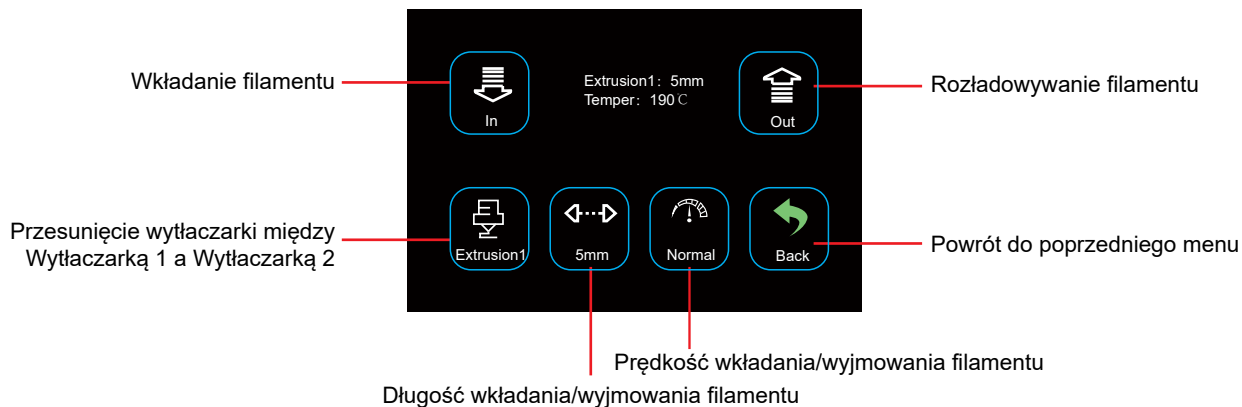 Wkładanie filamentu
In
Extrusion1: 5mm
Temper: 190℃
Out
Rozładowywanie filamentu
Przesunięcie wytłaczarki między
Wytłaczarką 1 a Wytłaczarką 2
Extrusion1
5mm
Normal
Back
Powrót do poprzedniego menu
Prędkość wkładania/wyjmowania filamentu
Długość wkładania/wyjmowania filamentu